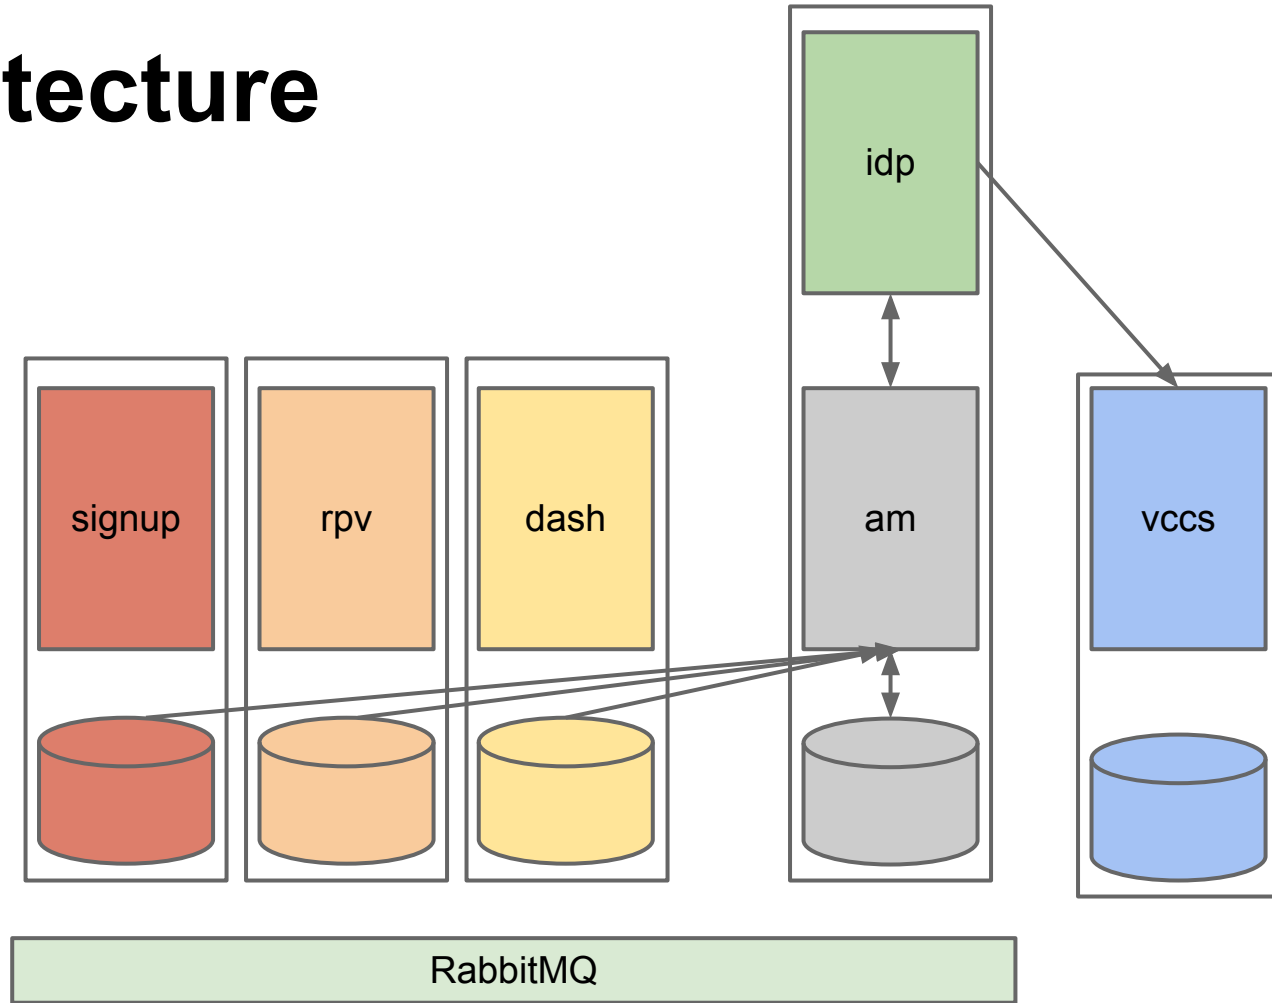 tecture
idp
signup
rpv
dash
am
vccs
RabbitMQ